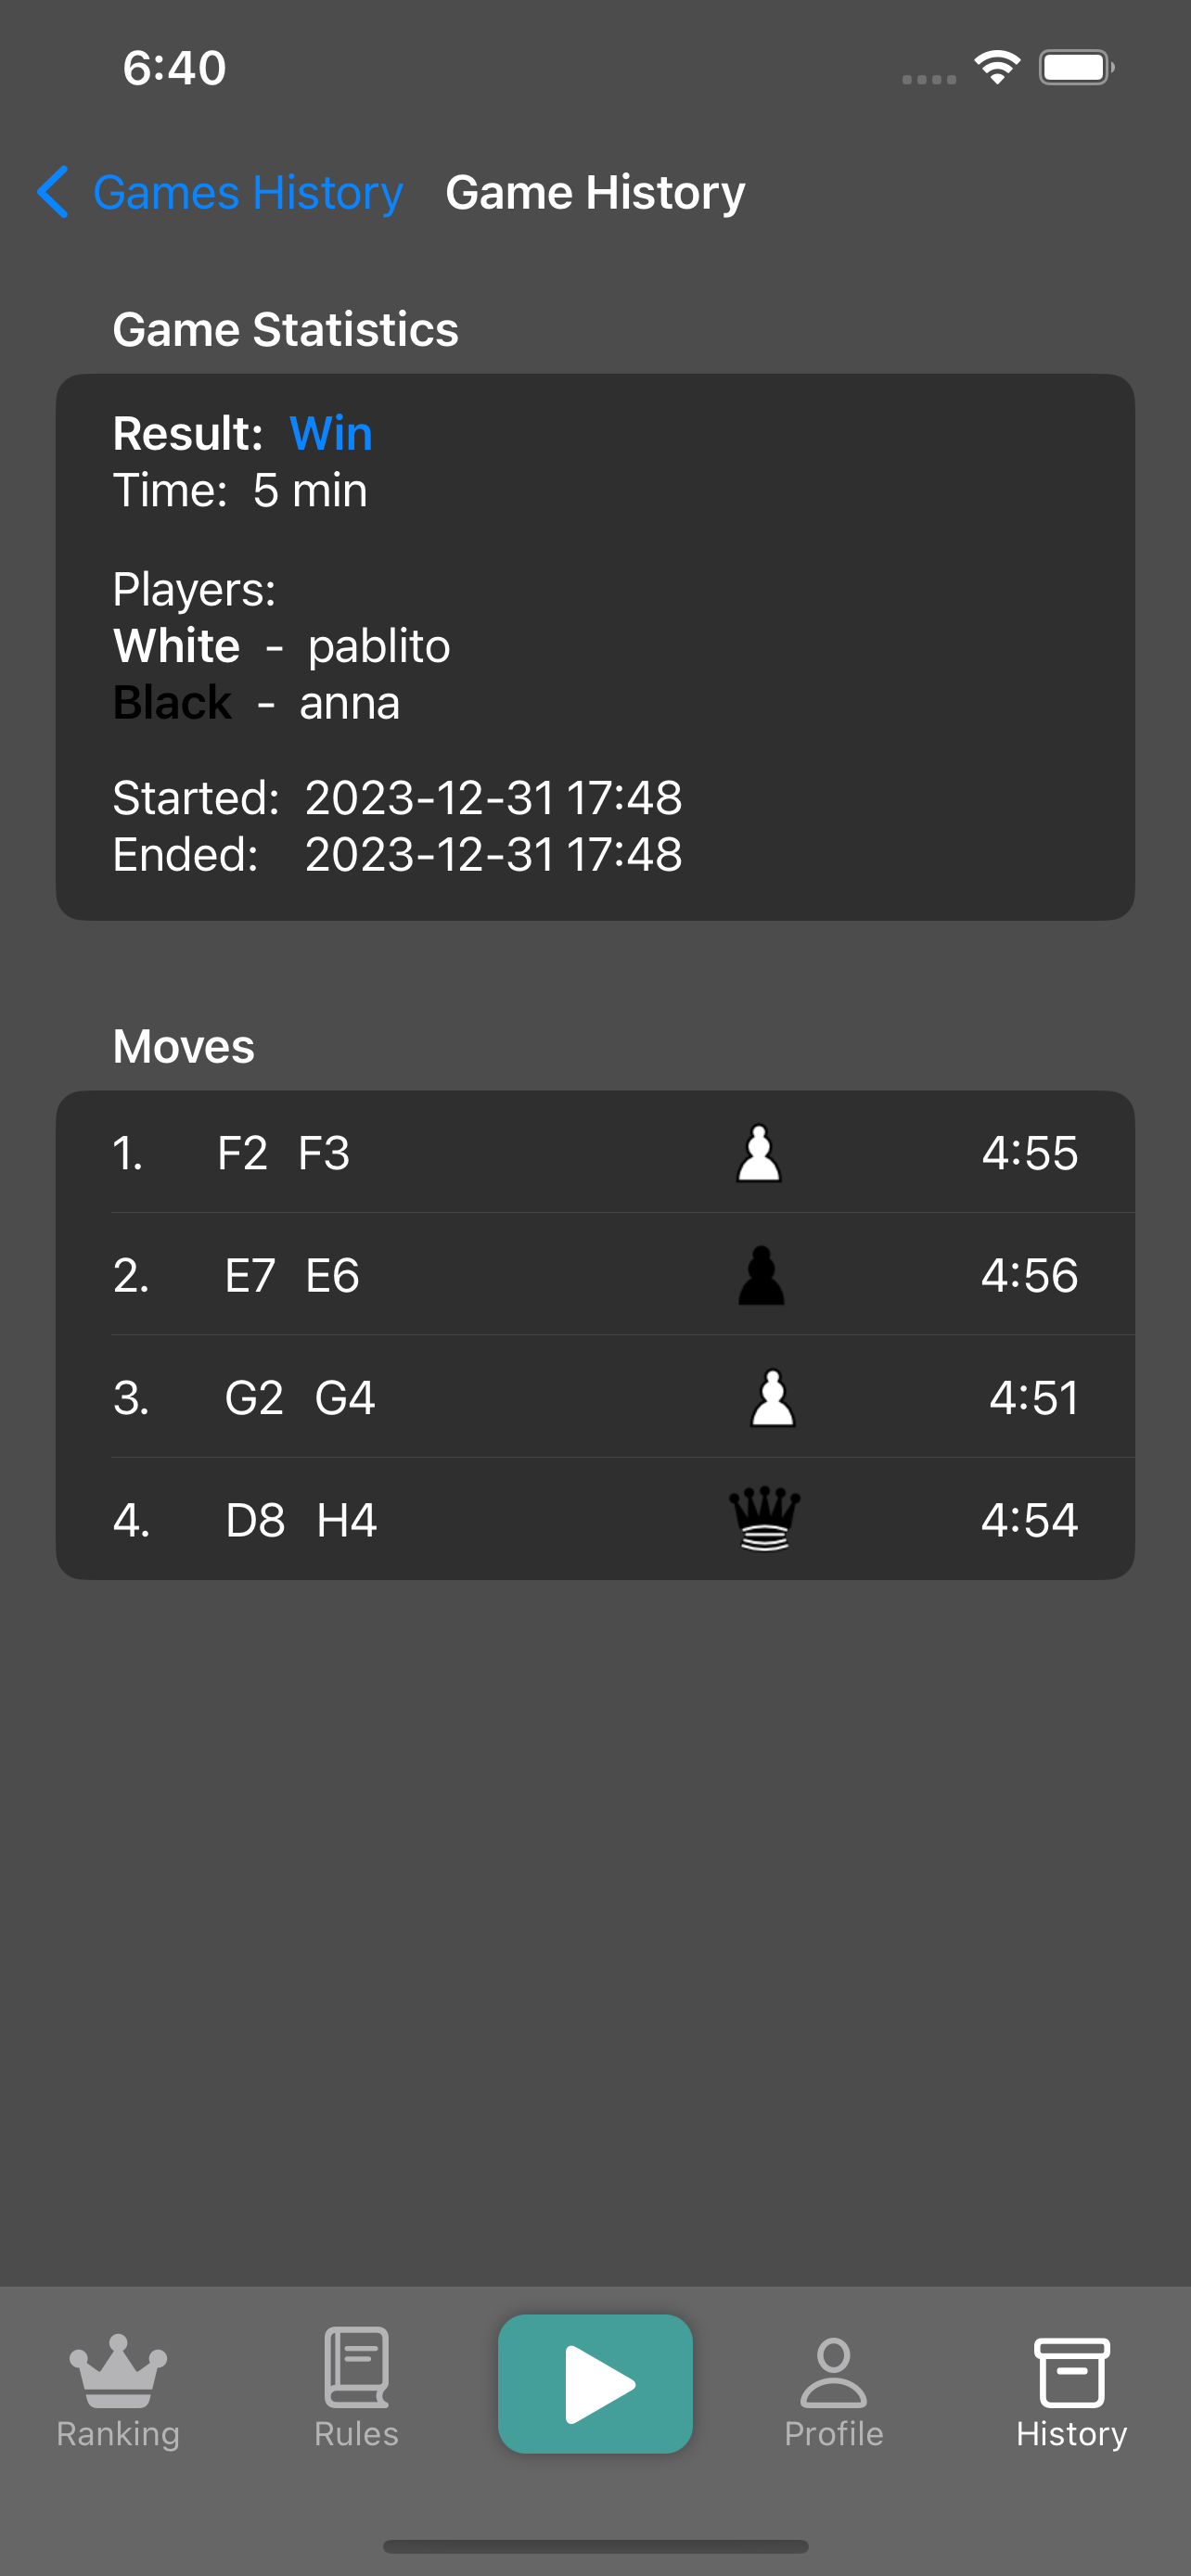 6:40
Games History Game History
Game Statistics
Result: Win
Time: 5 min
Players:
White - pablito
Black - anna
Started: 2023-12-31 17:48
Ended: 2023-12-31 17:48
Moves
1. F2 F3 4:55
2. E7 E6 4:56
3. G2 G4 4:51
4. D8 H4 4:54
Ranking Rules Profile History